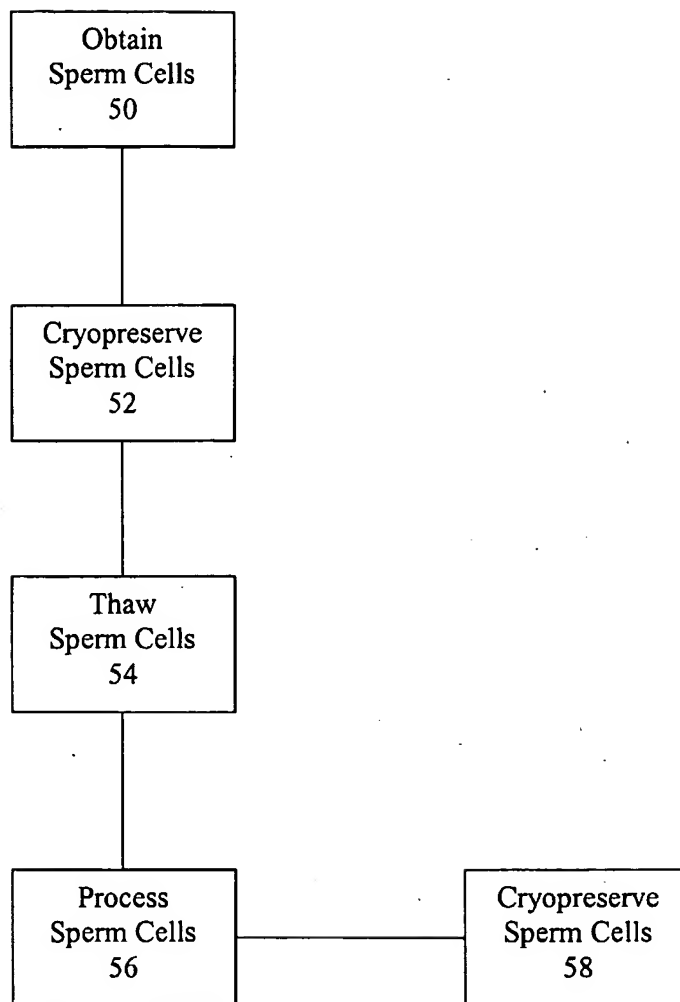 Obtain
Sperm Cells
50
Cryopreserve
Sperm Cells
52
Thaw
Sperm Cells
54
Process
Sperm Cells
56
Cryopreserve
Sperm Cells
58